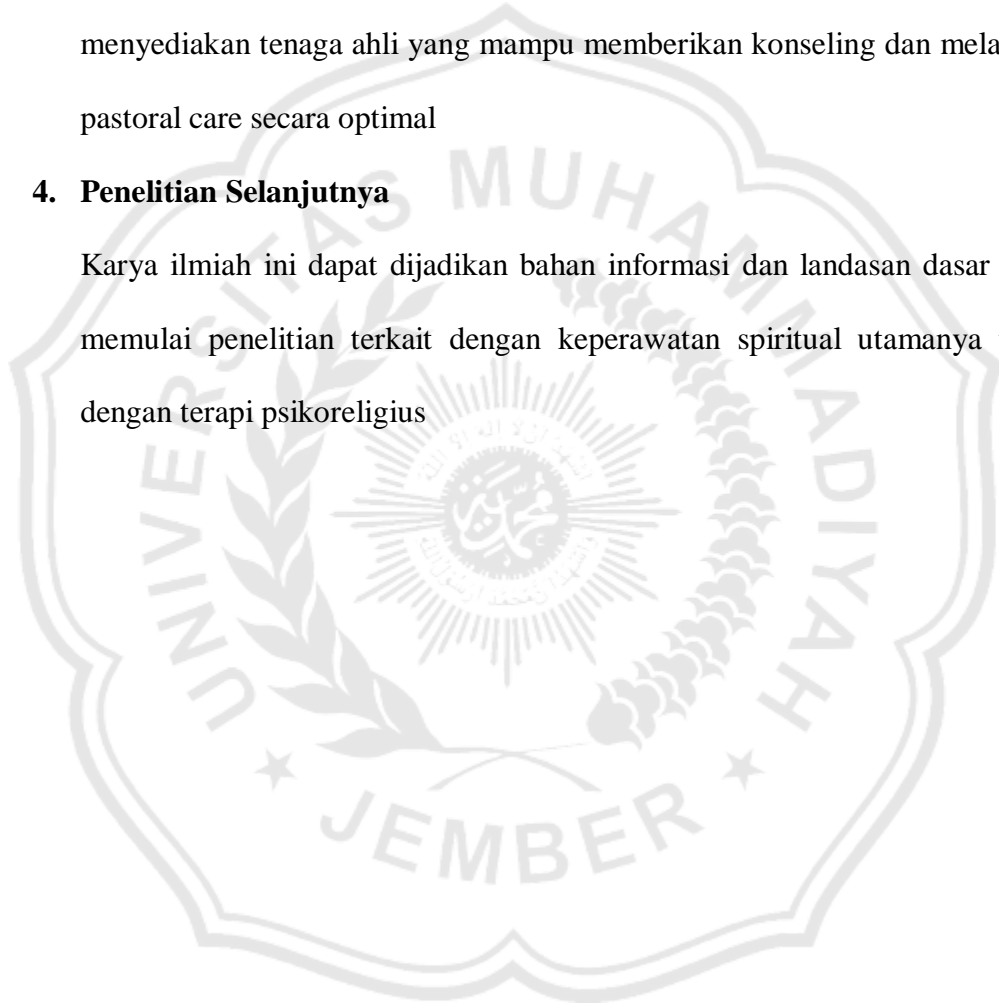 menyediakan tenaga ahli yang mampu memberikan konseling dan mela
pastoral care secara optimal
4. Penelitian Selanjutnya
Karya ilmiah ini dapat dijadikan bahan informasi dan landasan dasar
memulai penelitian terkait dengan keperawatan spiritual utamanya
dengan terapi psikoreligius
UNIVERSITAS MUHAMMADIYAH
JEMBER